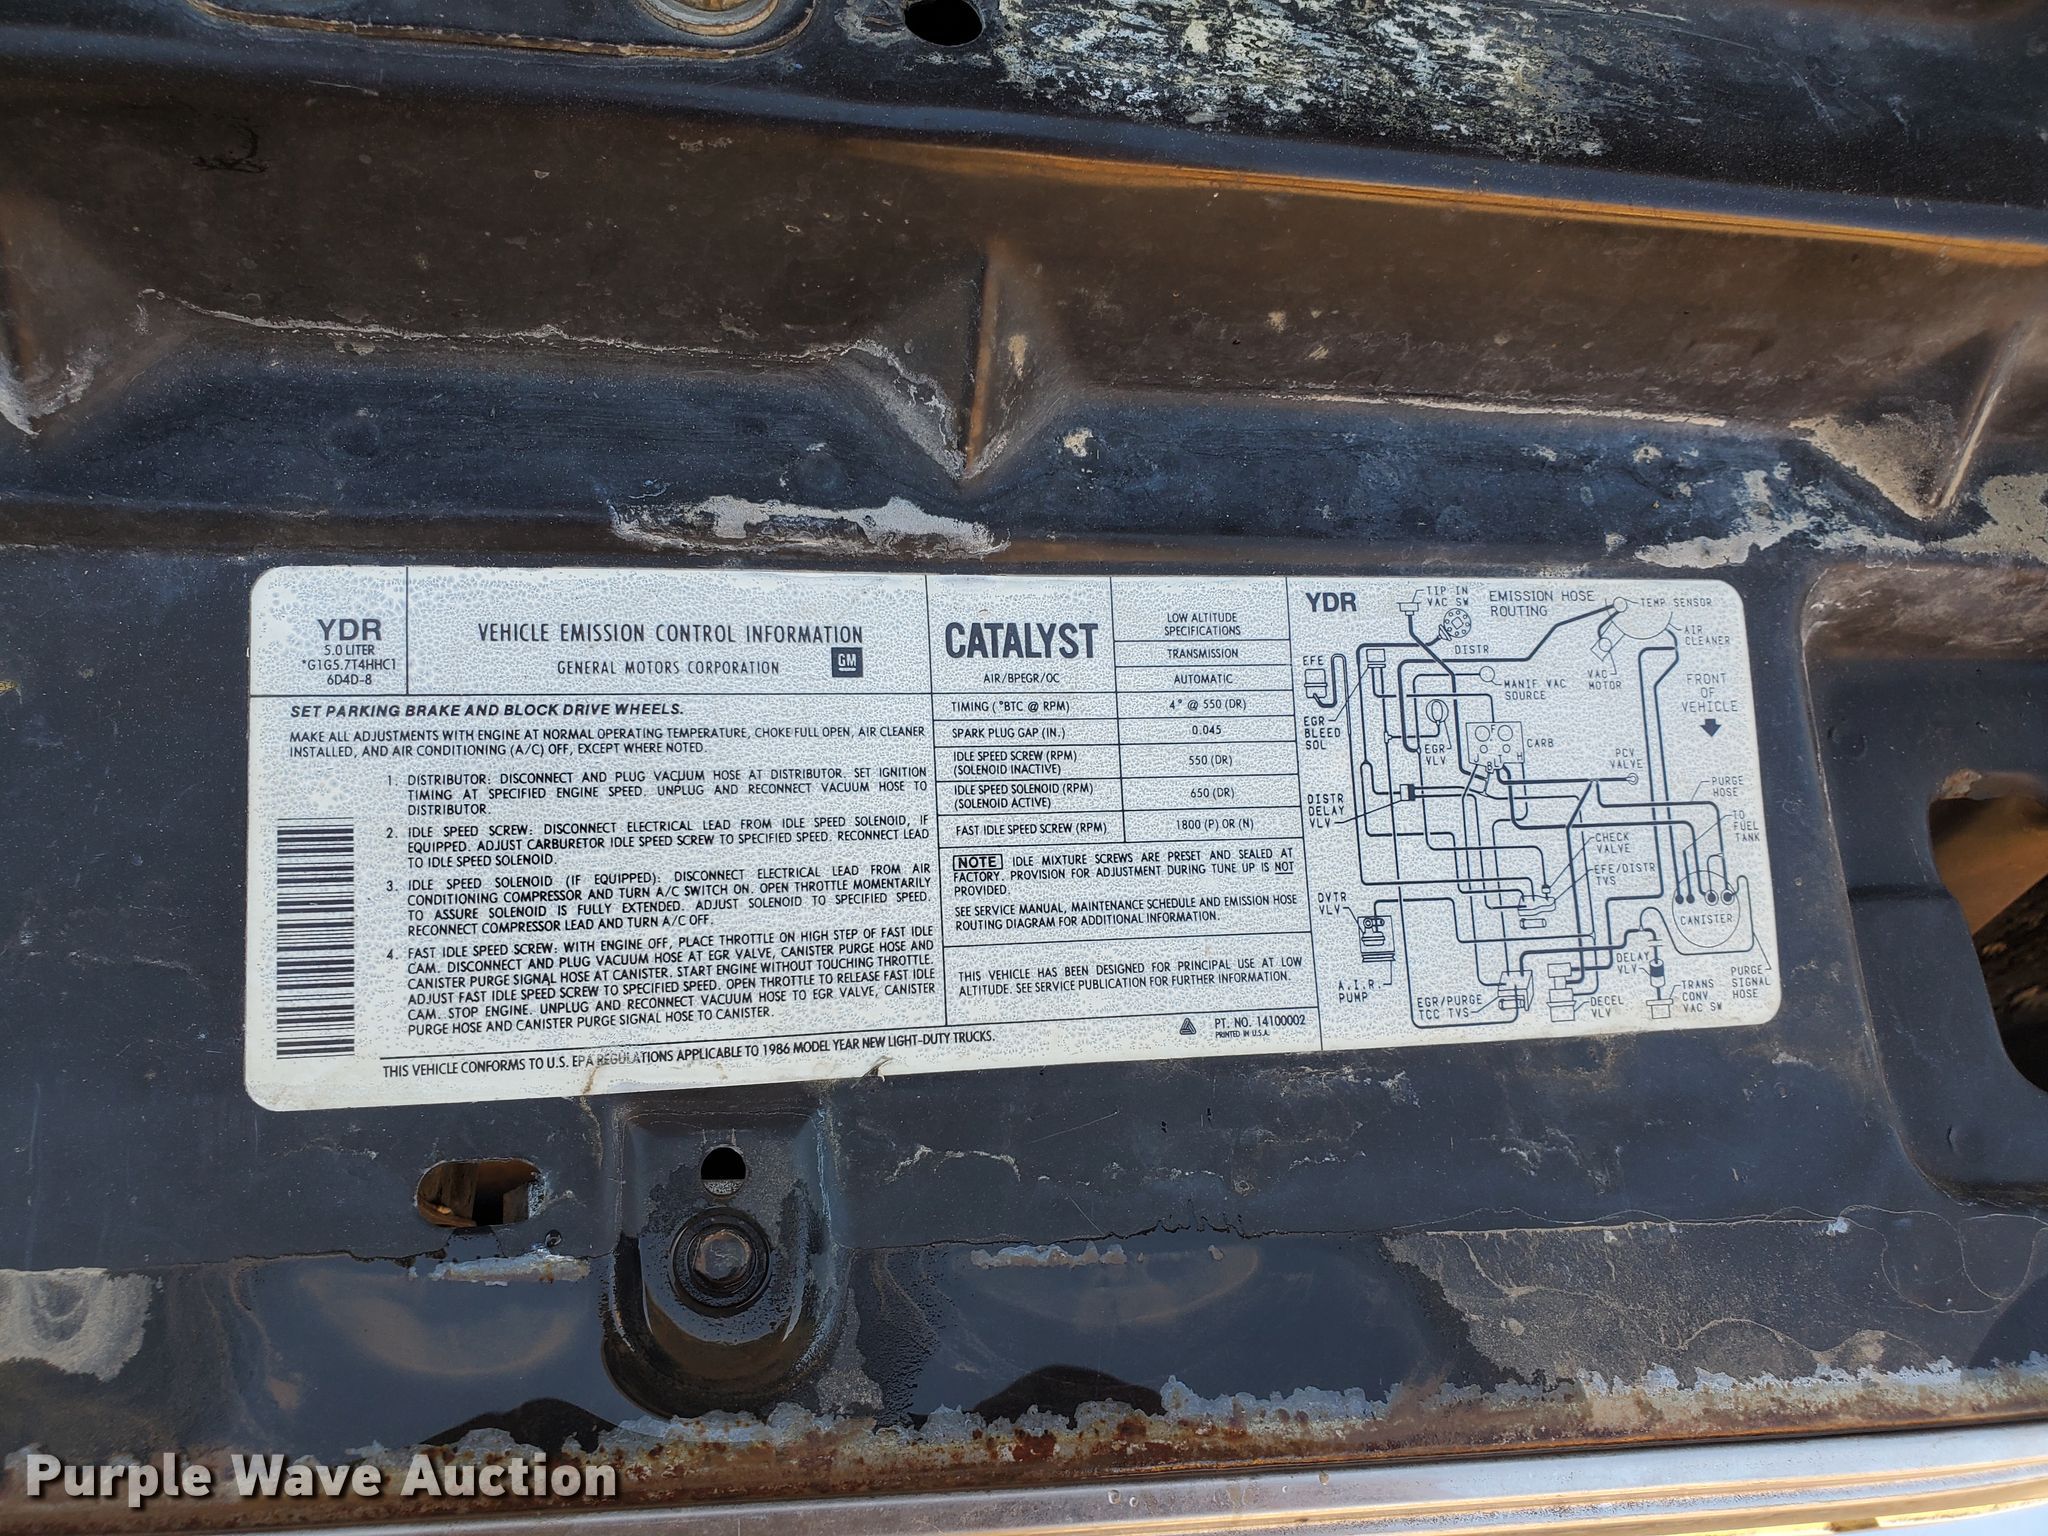 YDR
5.0 LITER
*G1G5.7T4HHC1
6D4D-8
VEHICLE EMISSION CONTROL INFORMATION
GENERAL MOTORS CORPORATION
GM
SET PARKING BRAKE AND BLOCK DRIVE WHEELS.
MAKE ALL ADJUSTMENTS WITH ENGINE AT NORMAL OPERATING TEMPERATURE, CHOKE FULL OPEN, AIR CLEANER
INSTALLED, AND AIR CONDITIONING (A/C) OFF, EXCEPT WHERE NOTED.
1. DISTRIBUTOR: DISCONNECT AND PLUG VACUUM HOSE AT DISTRIBUTOR. SET IGNITION
TIMING AT SPECIFIED ENGINE SPEED. UNPLUG AND RECONNECT VACUUM HOSE TO
DISTRIBUTOR.
2. IDLE SPEED SCREW: DISCONNECT ELECTRICAL LEAD FROM IDLE SPEED SOLENOID, IF
EQUIPPED. ADJUST CARBURETOR IDLE SPEED SCREW TO SPECIFIED SPEED. RECONNECT LEAD
TO IDLE SPEED SOLENOID.
3. IDLE SPEED SOLENOID (IF EQUIPPED): DISCONNECT ELECTRICAL LEAD FROM AIR
CONDITIONING COMPRESSOR AND TURN A/C SWITCH ON. OPEN THROTTLE MOMENTARILY
TO ASSURE SOLENOID IS FULLY EXTENDED. ADJUST SOLENOID TO SPECIFIED SPEED.
RECONNECT COMPRESSOR LEAD AND TURN A/C OFF.
4. FAST IDLE SPEED SCREW: WITH ENGINE OFF, PLACE THROTTLE ON HIGH STEP OF FAST IDLE
CAM. DISCONNECT AND PLUG VACUUM HOSE AT EGR VALVE, CANISTER PURGE HOSE AND
CANISTER PURGE SIGNAL HOSE AT CANISTER. START ENGINE WITHOUT TOUCHING THROTTLE.
ADJUST FAST IDLE SPEED SCREW TO SPECIFIED SPEED. OPEN THROTTLE TO RELEASE FAST IDLE
CAM. STOP ENGINE. UNPLUG AND RECONNECT VACUUM HOSE TO EGR VALVE, CANISTER
PURGE HOSE AND CANISTER PURGE SIGNAL HOSE TO CANISTER.
THIS VEHICLE CONFORMS TO U.S. EPA REGULATIONS APPLICABLE TO 1986 MODEL YEAR NEW LIGHT-DUTY TRUCKS.
CATALYST
AIR/BPEGR/OC
LOW ALTITUDE
SPECIFICATIONS
TRANSMISSION
AUTOMATIC
TIMING (°BTC @ RPM) 4° @ 550 (DR)
SPARK PLUG GAP (IN.) 0.045
IDLE SPEED SCREW (RPM)
(SOLENOID INACTIVE) 550 (DR)
IDLE SPEED SOLENOID (RPM)
(SOLENOID ACTIVE) 650 (DR)
FAST IDLE SPEED SCREW (RPM) 1800 (P) OR (N)
NOTE IDLE MIXTURE SCREWS ARE PRESET AND SEALED AT
FACTORY. PROVISION FOR ADJUSTMENT DURING TUNE UP IS NOT
PROVIDED.
SEE SERVICE MANUAL, MAINTENANCE SCHEDULE AND EMISSION HOSE
ROUTING DIAGRAM FOR ADDITIONAL INFORMATION.
THIS VEHICLE HAS BEEN DESIGNED FOR PRINCIPAL USE AT LOW
ALTITUDE. SEE SERVICE PUBLICATION FOR FURTHER INFORMATION.
PT. NO. 14100002
PRINTED IN U.S.A.
YDR
TIP IN
VAC SW
EMISSION HOSE
ROUTING
TEMP SENSOR
AIR
CLEANER
DISTR
EFE
VAC
MOTOR
MANIF VAC
SOURCE
FRONT
OF
VEHICLE
EGR
BLEED
SOL
EGR
VLV
F
CARB
J
B
L
T
H
PCV
VALVE
PURGE
HOSE
DISTR
DELAY
VLV
TO
FUEL
TANK
CHECK
VALVE
EFE/DISTR
TVS
DVTR
VLV
CANISTER
A.I.R.
PUMP
EGR/PURGE
TCC TVS
DECEL
VLV
DELAY
VLV
TRANS
CONV
VAC SW
PURGE
SIGNAL
HOSE
Purple Wave Auction